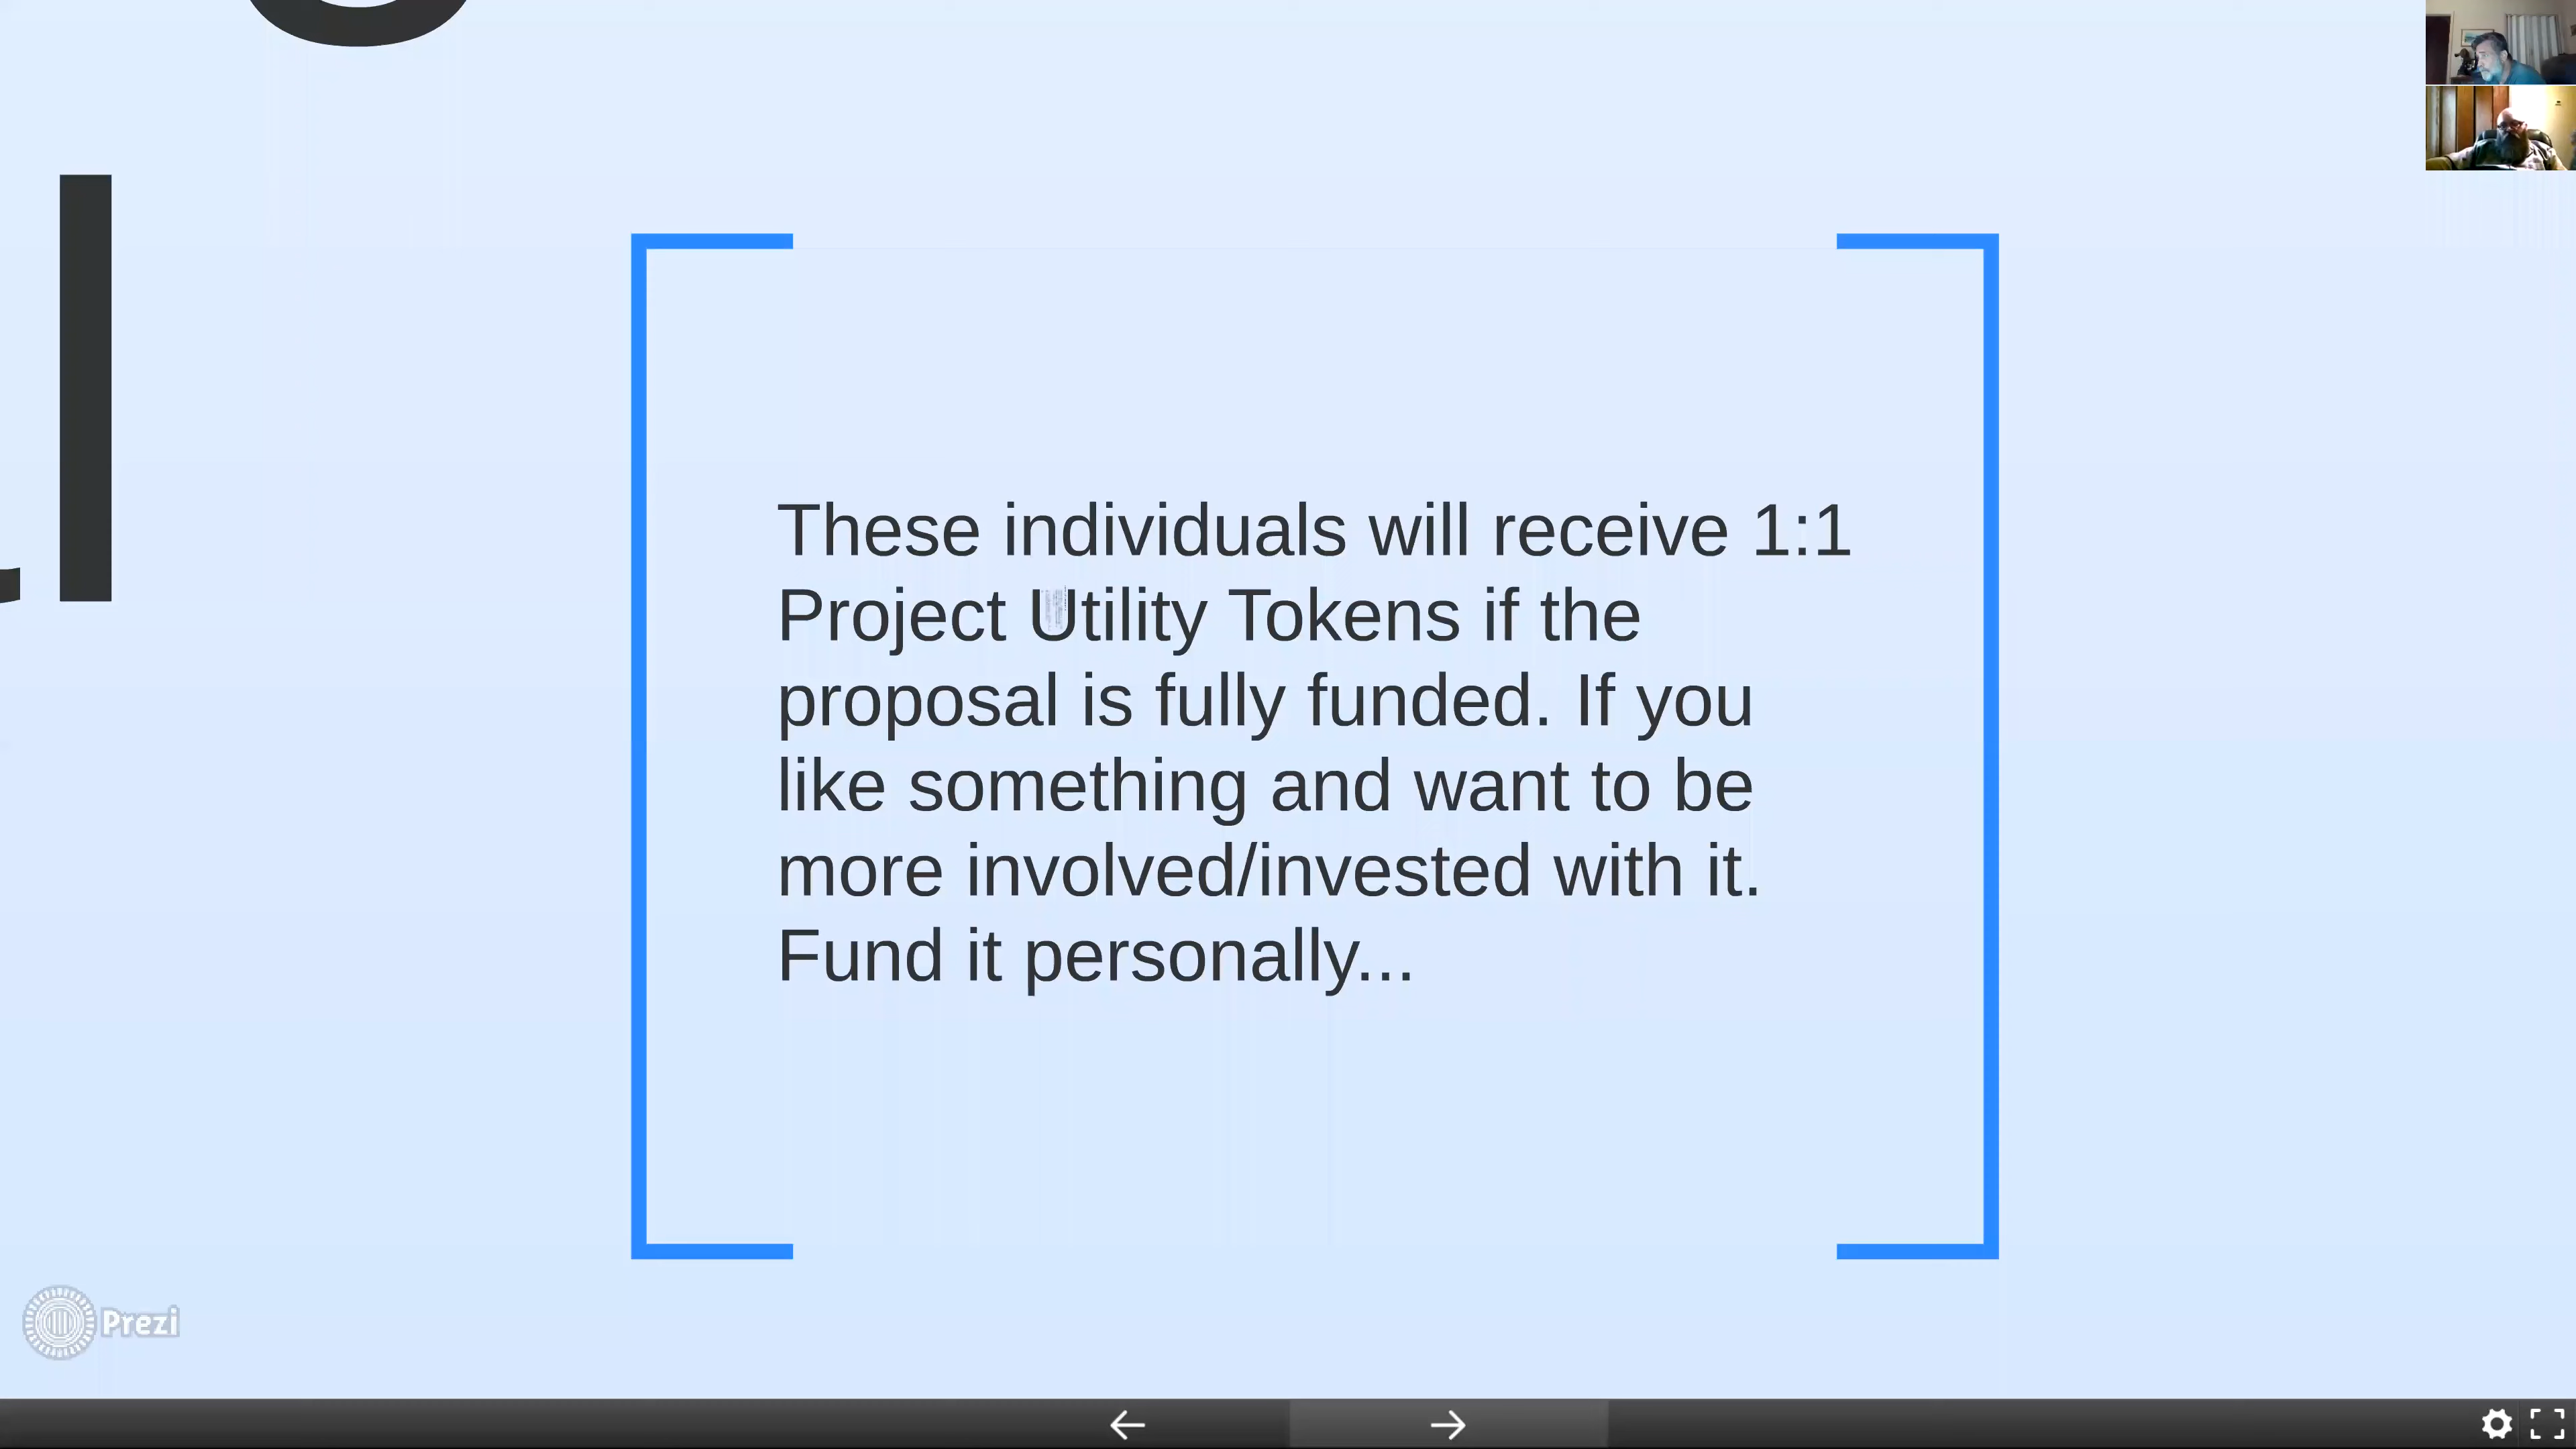 These individuals will receive 1:1
Project Utility Tokens if the
proposal is fully funded. If you
like something and want to be
more involved/invested with it.
Fund it personally...
Prezi